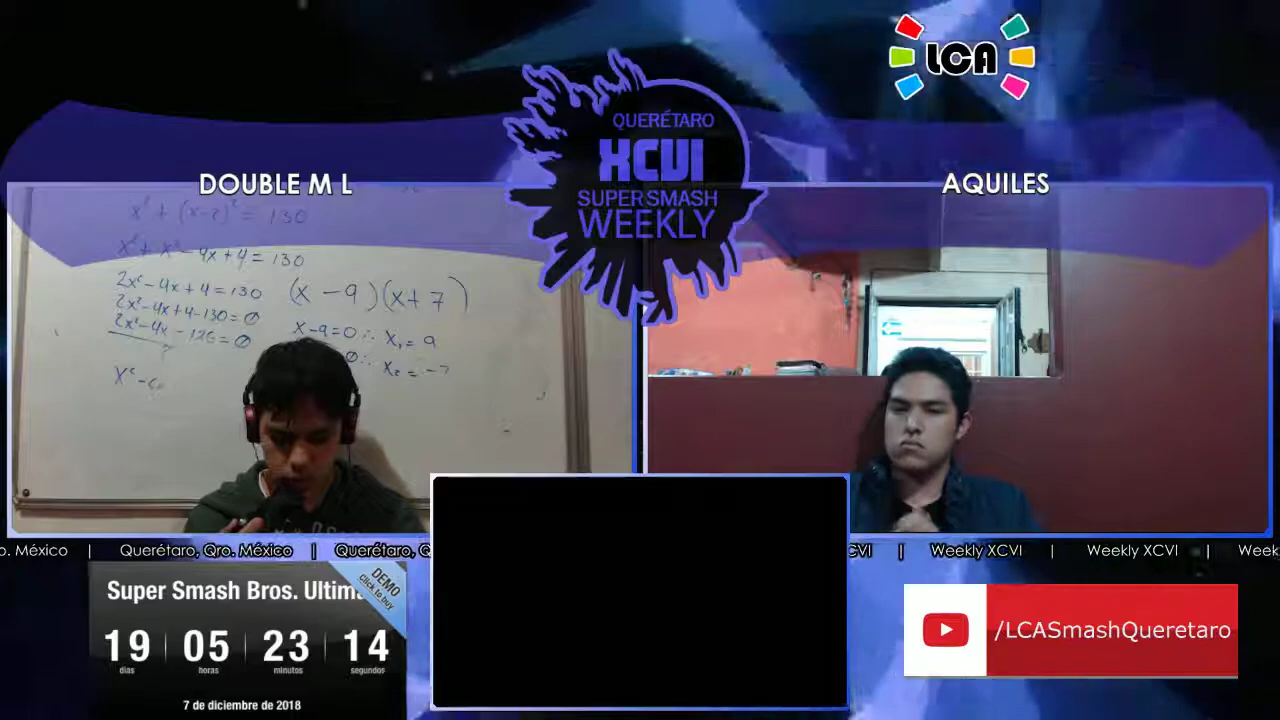 LCA
QUERÉTARO
XCVI
SUPER SMASH
WEEKLY
DOUBLE M L
AQUILES
x² + (x-2)² = 130
x² + x² - 4x + 4 = 130
2x² - 4x + 4 = 130
2x² - 4x + 4 - 130 = 0
2x² - 4x - 126 = 0
(x - 9)(x + 7)
x - 9 = 0 ∴ x₁ = 9
0 ∴ x₂ = -7
o. México | Querétaro, Qro. México | Querétaro, Q
CVI | Weekly XCVI | Weekly XCVI | Week
Super Smash Bros. Ultim
DEMO
Click to buy
19 05 23 14
días horas minutos segundos
7 de diciembre de 2018
/LCASmashQueretaro